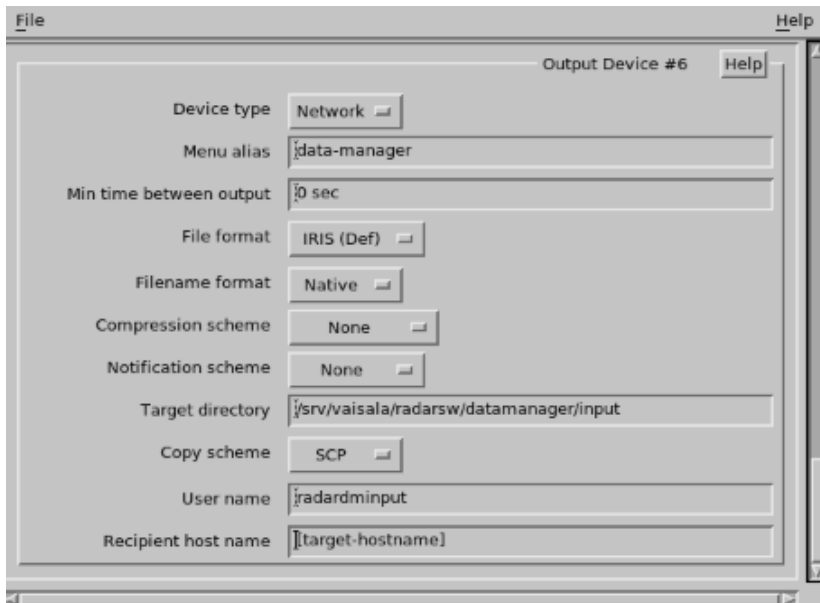 File Help
Output Device #6 Help
Device type Network
Menu alias data-manager
Min time between output 0 sec
File format IRIS (Def)
Filename format Native
Compression scheme None
Notification scheme None
Target directory /srv/vaisala/radarsw/datamanager/input
Copy scheme SCP
User name radardminput
Recipient host name [target-hostname]